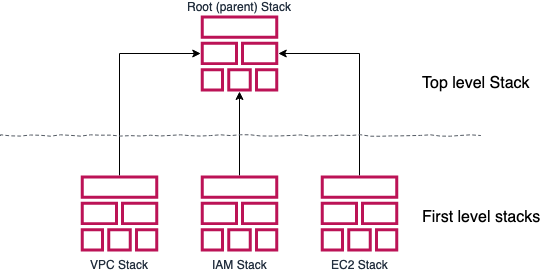 Root (parent) Stack
Top level Stack
First level stacks
VPC Stack
IAM Stack
EC2 Stack